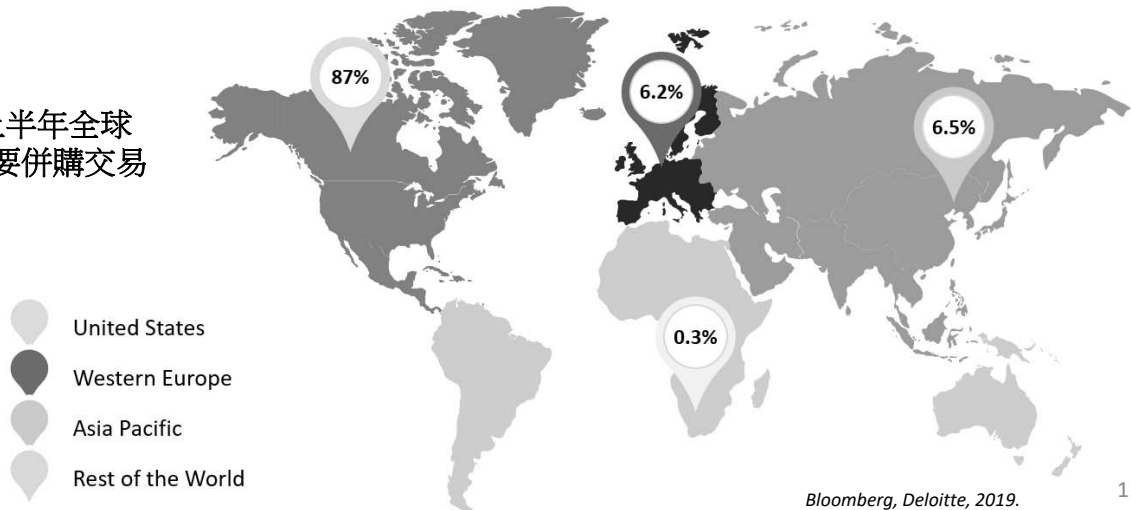 上半年全球
要併購交易
87%
6.2%
6.5%
0.3%
United States
Western Europe
Asia Pacific
Rest of the World
Bloomberg, Deloitte, 2019.
1